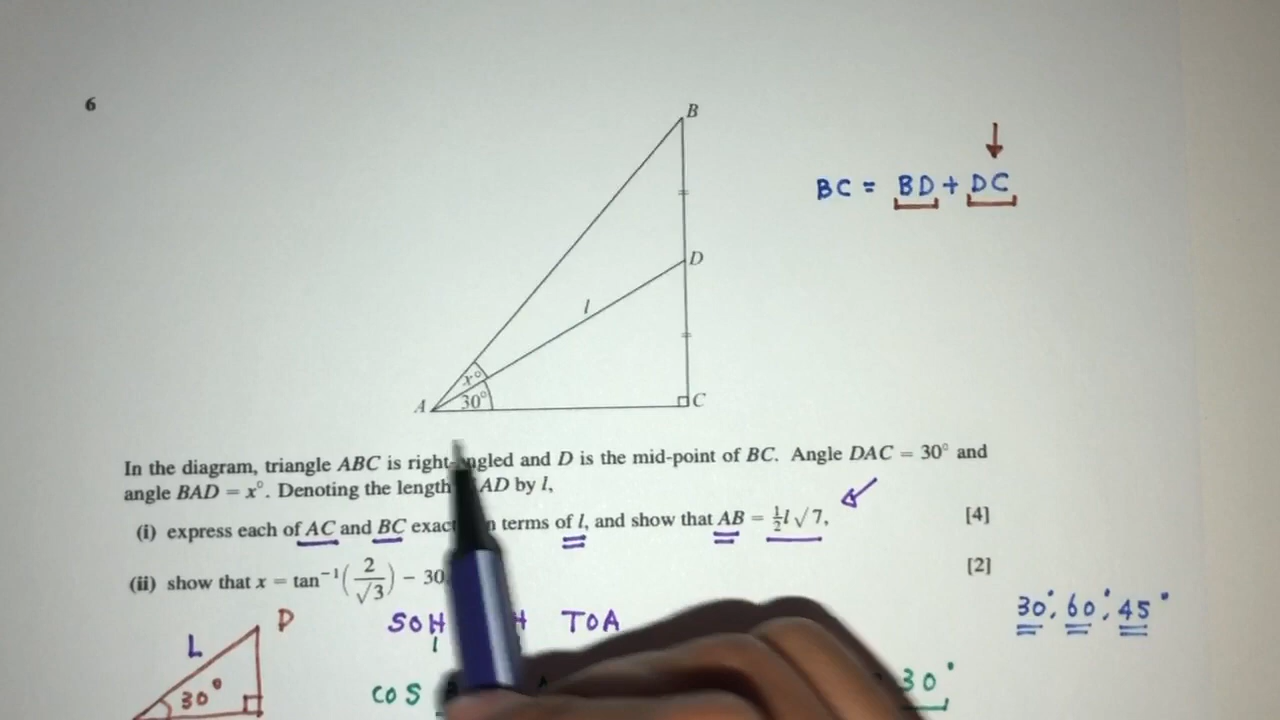 6
B
BC = BD + DC
D
l
x°
A 30° C
In the diagram, triangle ABC is right-angled and D is the mid-point of BC. Angle DAC = 30° and
angle BAD = x°. Denoting the length AD by l,
(i) express each of AC and BC in terms of l, and show that AB = ½l√7, [4]
(ii) show that x = tan⁻¹(2/√3) − 30 [2]
30°, 60°, 45°
SOH H TOA
L D
30°
cos
30°